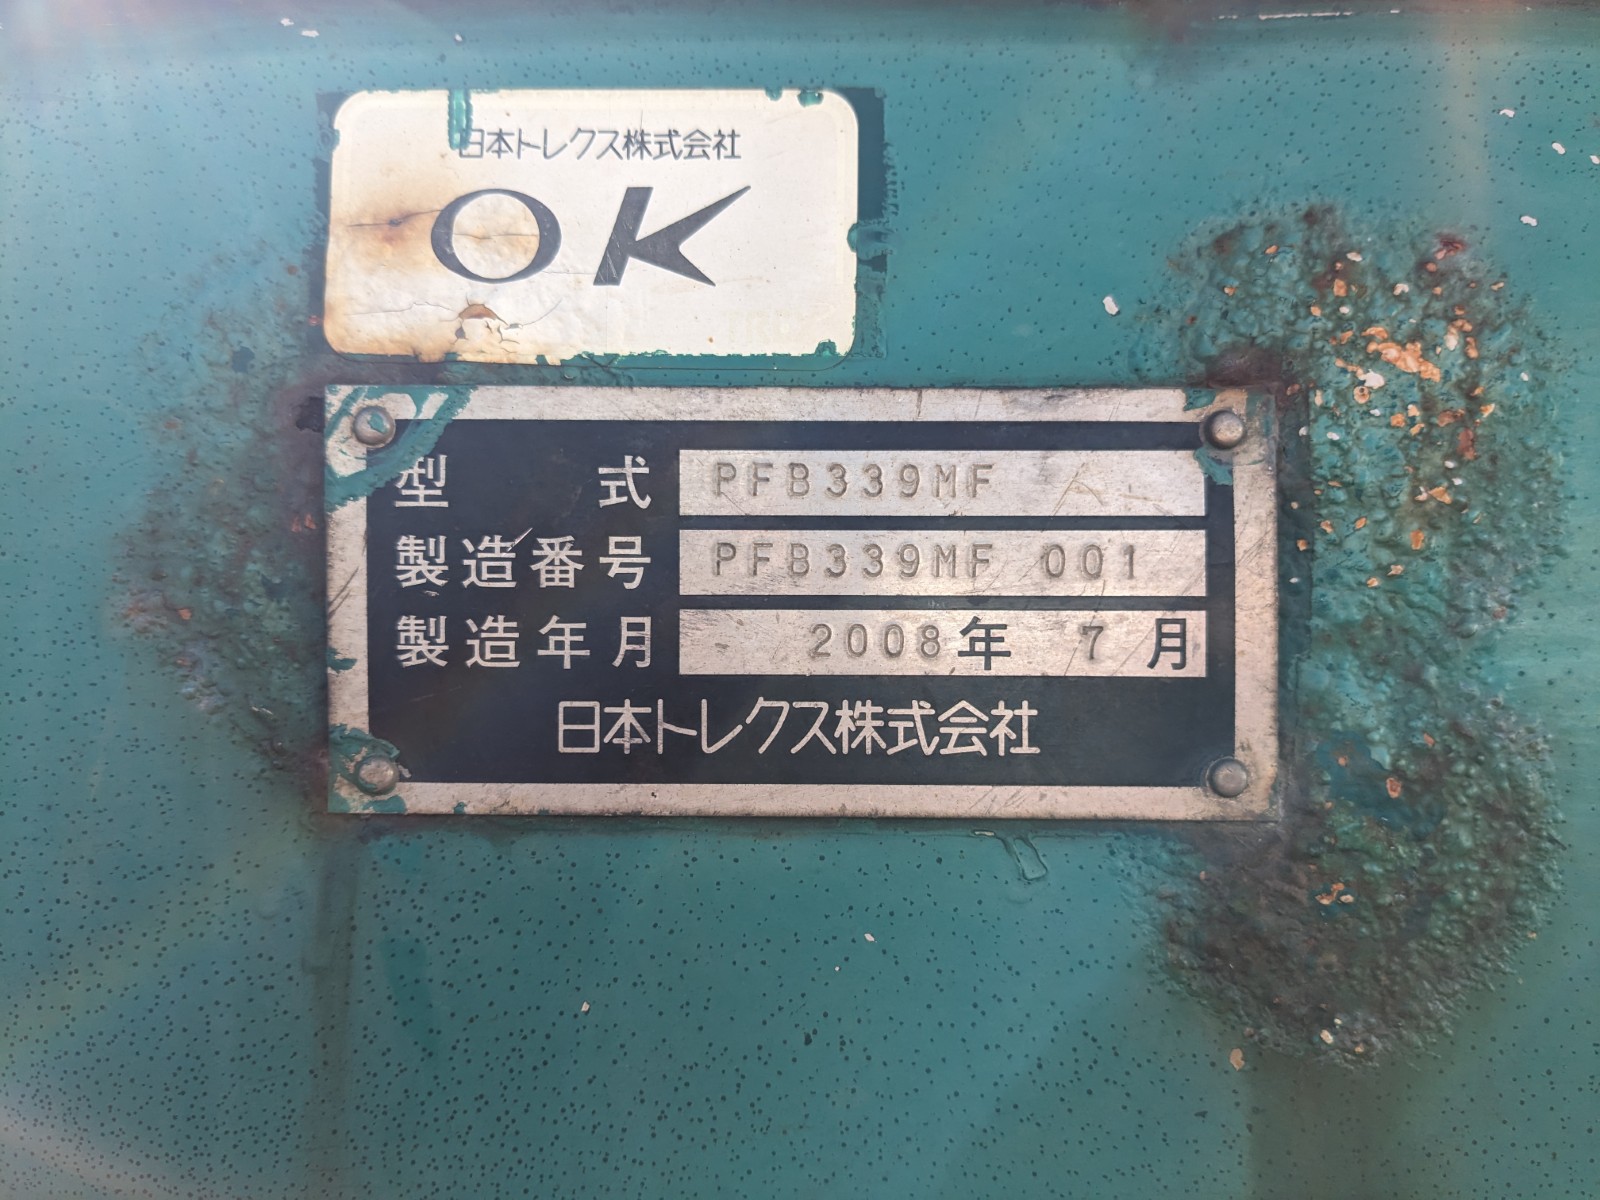 日本トレクス株式会社
OK
型式 PFB339MF
製造番号 PFB339MF 001
製造年月 2008年 7月
日本トレクス株式会社